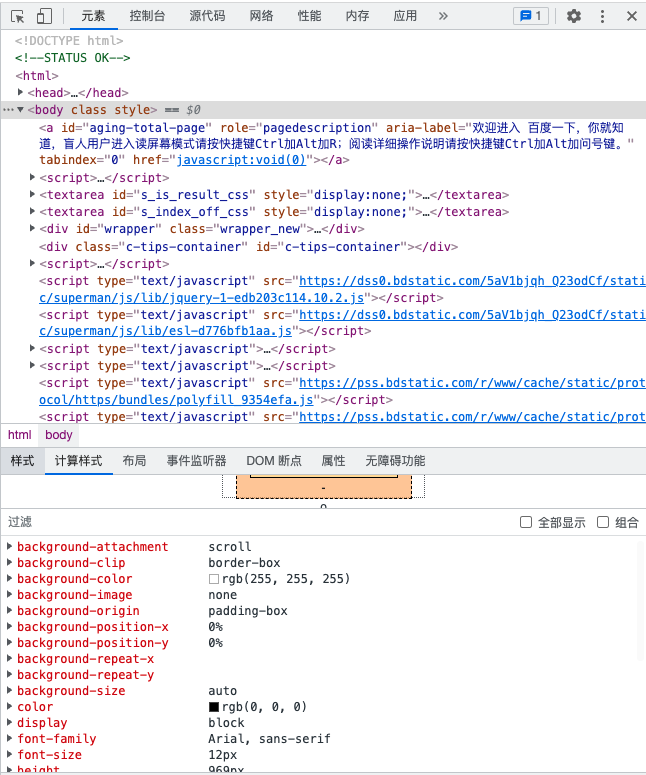 元素 控制台 源代码 网络 性能 内存 应用 » 1
<!DOCTYPE html>
<!--STATUS OK-->
<html>
<head>…</head>
…<body class style> == $0
<a id="aging-total-page" role="pagedescription" aria-label="欢迎进入 百度一下，你就知
道，盲人用户进入读屏幕模式请按快捷键Ctrl加Alt加R；阅读详细操作说明请按快捷键Ctrl加Alt加问号键。"
tabindex="0" href="javascript:void(0)"></a>
<script>…</script>
<textarea id="s_is_result_css" style="display:none;">…</textarea>
<textarea id="s_index_off_css" style="display:none;">…</textarea>
<div id="wrapper" class="wrapper_new">…</div>
<div class="c-tips-container" id="c-tips-container"></div>
<script>…</script>
<script type="text/javascript" src="https://dss0.bdstatic.com/5aV1bjqh_Q23odCf/stati
c/superman/js/lib/jquery-1-edb203c114.10.2.js"></script>
<script type="text/javascript" src="https://dss0.bdstatic.com/5aV1bjqh_Q23odCf/stati
c/superman/js/lib/esl-d776bfb1aa.js"></script>
<script type="text/javascript">…</script>
<script type="text/javascript">…</script>
<script type="text/javascript" src="https://pss.bdstatic.com/r/www/cache/static/prot
ocol/https/bundles/polyfill_9354efa.js"></script>
<script type="text/javascript" src="https://pss.bdstatic.com/r/www/cache/static/prot
html body
样式 计算样式 布局 事件监听器 DOM 断点 属性 无障碍功能
-
过滤 全部显示 组合
background-attachment scroll
background-clip border-box
background-color rgb(255, 255, 255)
background-image none
background-origin padding-box
background-position-x 0%
background-position-y 0%
background-repeat-x
background-repeat-y
background-size auto
color rgb(0, 0, 0)
display block
font-family Arial, sans-serif
font-size 12px
height 969px